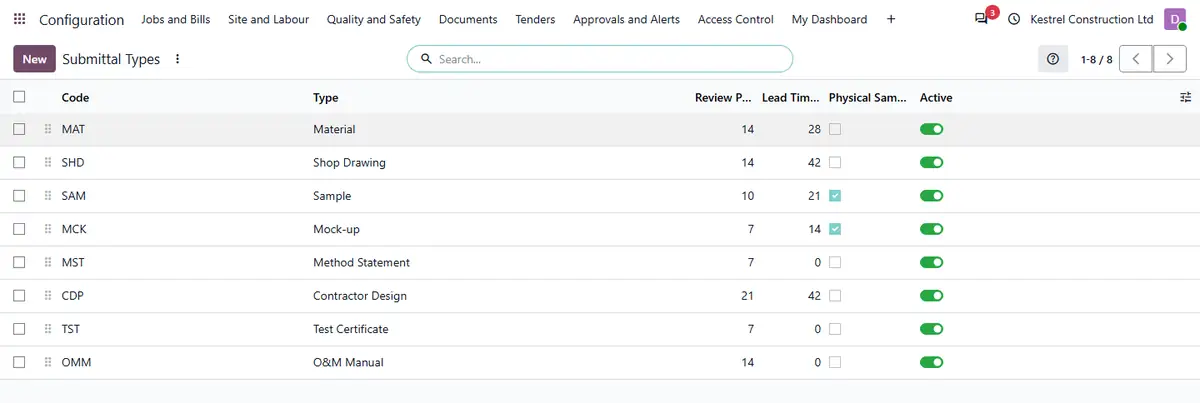 Configuration Jobs and Bills Site and Labour Quality and Safety Documents Tenders Approvals and Alerts Access Control My Dashboard + 3 Kestrel Construction Ltd D
New Submittal Types Search... 1-8 / 8
Code Type Review P... Lead Tim... Physical Sam... Active
MAT Material 14 28
SHD Shop Drawing 14 42
SAM Sample 10 21
MCK Mock-up 7 14
MST Method Statement 7 0
CDP Contractor Design 21 42
TST Test Certificate 7 0
OMM O&M Manual 14 0